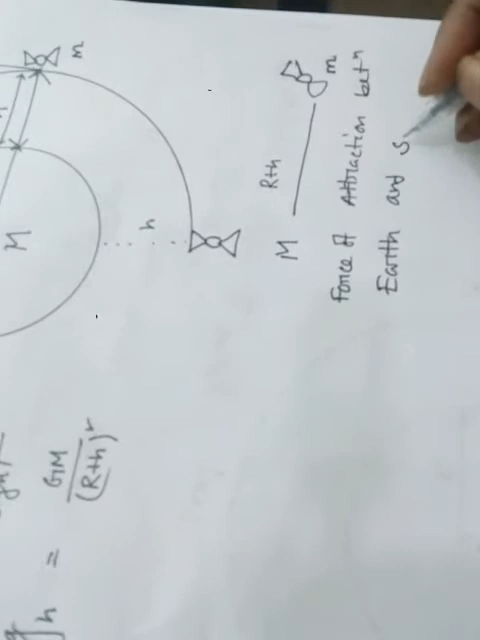 m
M
h
g_h = GM / (R+h)²
m
R+h
M
Force of Attraction betⁿ
Earth and S